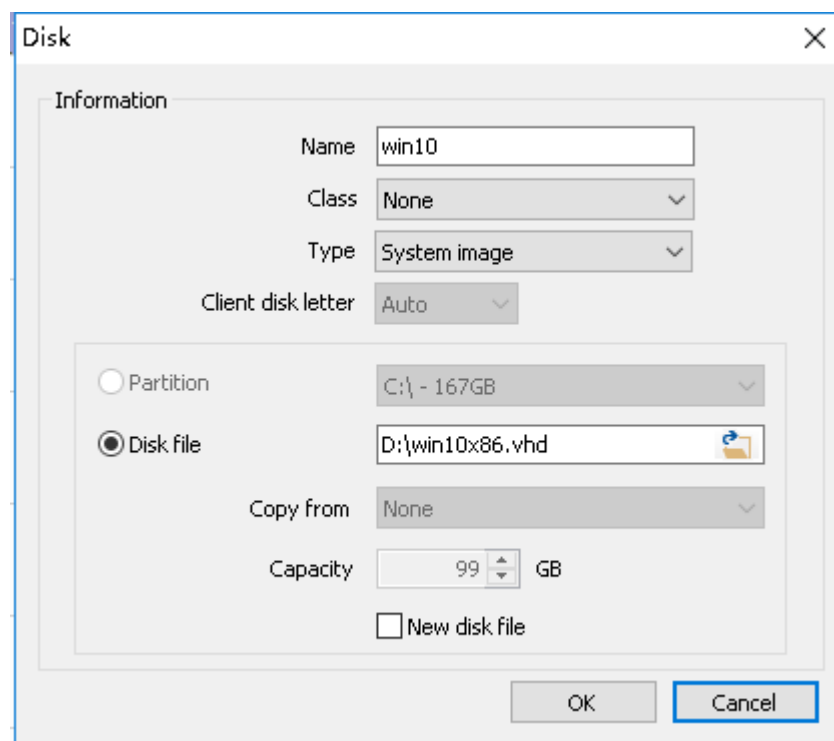 Disk
Information
Name win10
Class None
Type System image
Client disk letter Auto
Partition C:\ - 167GB
Disk file D:\win10x86.vhd
Copy from None
Capacity 99 GB
New disk file
OK Cancel